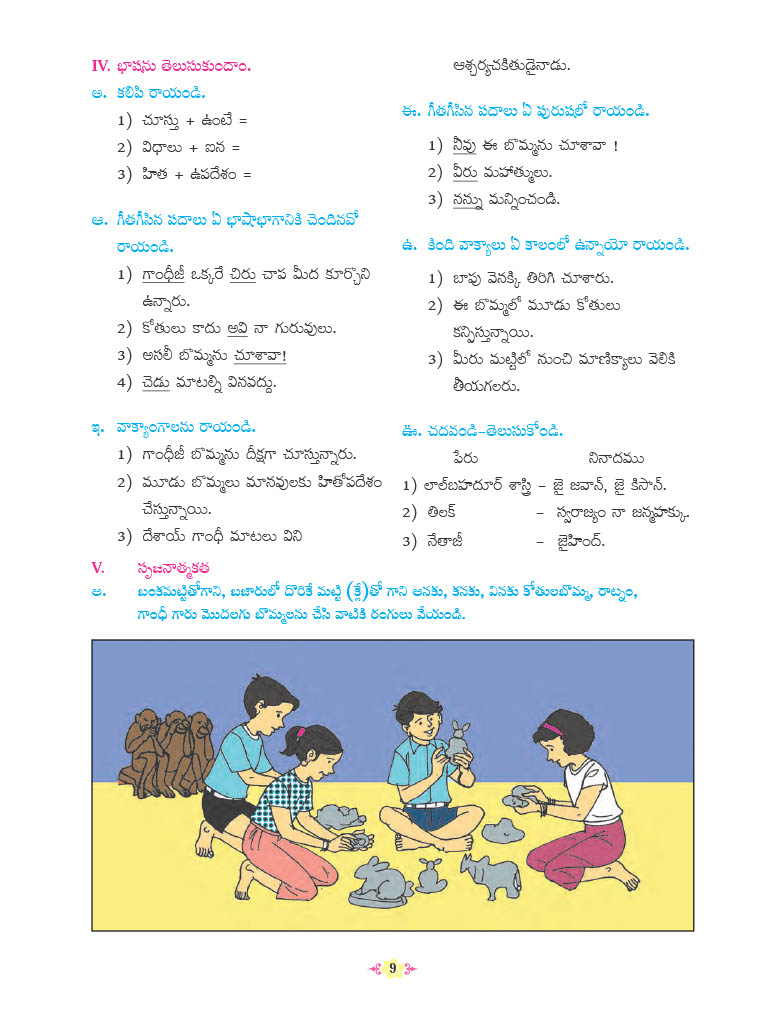 IV. భాషను తెలుసుకుందాం.
అ. కలిపి రాయండి.
1) చూస్తు + ఉంటే =
2) విధాలు + ఐన =
3) హిత + ఉపదేశం =
ఆ. గీతగీసిన పదాలు ఏ భాషాభాగానికి చెందినవో
రాయండి.
1) గాంధీజీ ఒక్కరే చిరు చాప మీద కూర్చొని
ఉన్నారు.
2) కోతులు కాదు అవి నా గురువులు.
3) అసలీ బొమ్మను చూశావా!
4) చెడు మాటల్ని వినవద్దు.
ఇ. వాక్యాంగాలను రాయండి.
1) గాంధీజీ బొమ్మను దీక్షగా చూస్తున్నారు.
2) మూడు బొమ్మలు మానవులకు హితోపదేశం
చేస్తున్నాయి.
3) దేశాయ్ గాంధీ మాటలు విని
ఆశ్చర్యచకితుడైనాడు.
ఈ. గీతగీసిన పదాలు ఏ పురుషలో రాయండి.
1) నీవు ఈ బొమ్మను చూశావా !
2) వీరు మహాత్ములు.
3) నన్ను మన్నించండి.
ఉ. కింది వాక్యాలు ఏ కాలంలో ఉన్నాయో రాయండి.
1) బాపు వెనక్కి తిరిగి చూశారు.
2) ఈ బొమ్మలో మూడు కోతులు
కన్పిస్తున్నాయి.
3) మీరు మట్టిలో నుంచి మాణిక్యాలు వెలికి
తీయగలరు.
ఊ. చదవండి-తెలుసుకోండి.
పేరు నినాదము
1) లాల్‌బహదూర్ శాస్త్రి - జై జవాన్, జై కిసాన్.
2) తిలక్ - స్వరాజ్యం నా జన్మహక్కు.
3) నేతాజీ - జైహింద్.
V. సృజనాత్మకత
అ. బంకమట్టితోగాని, బజారులో దొరికే మట్టి (క్లే)తో గాని అనకు, కనకు, వినకు కోతులబొమ్మ, రాట్నం,
గాంధీ గారు మొదలగు బొమ్మలను చేసి వాటికి రంగులు వేయండి.
9